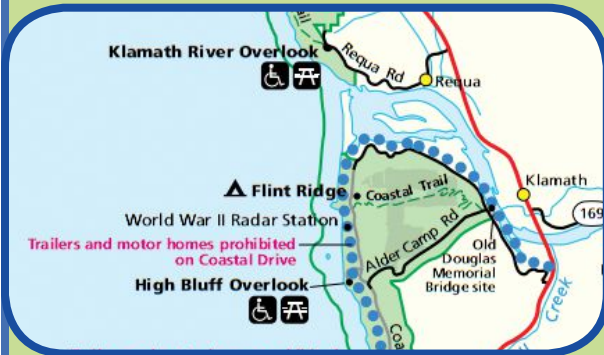 Klamath River Overlook
Requa Rd
Requa
Klamath
169
Flint Ridge
Coastal Trail
World War II Radar Station
Trailers and motor homes prohibited
on Coastal Drive
Alder Camp Rd
Old
Douglas
Memorial
Bridge site
High Bluff Overlook
Creek